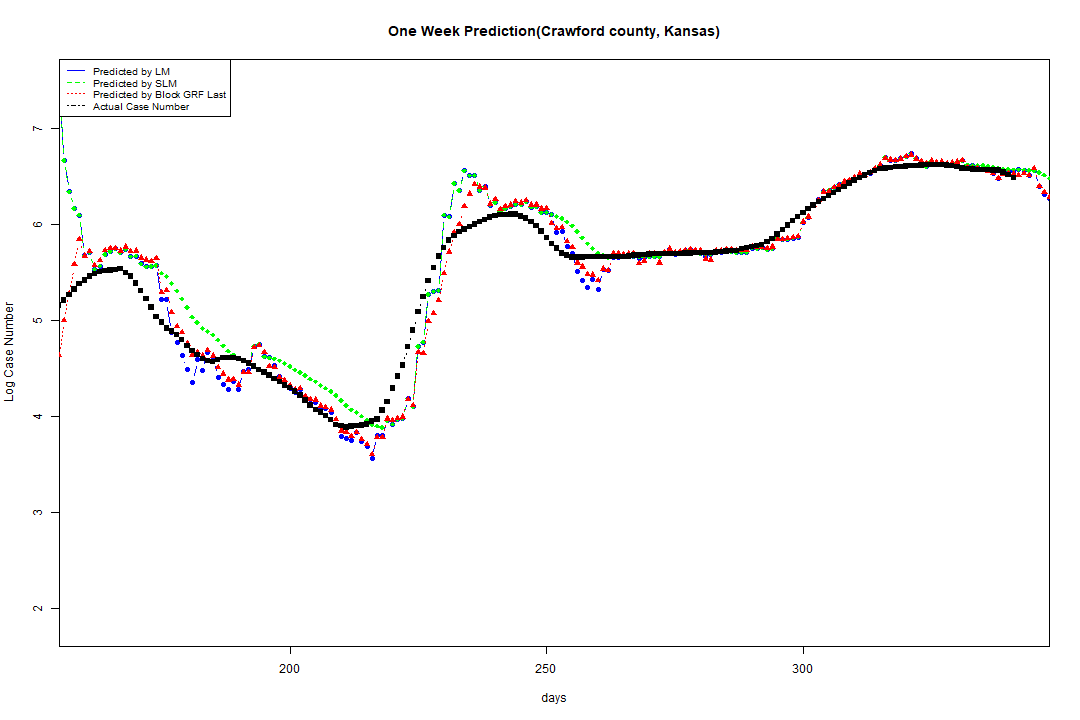 One Week Prediction(Crawford county, Kansas)
Predicted by LM
Predicted by SLM
Predicted by Block GRF Last
Actual Case Number
7
6
5
4
3
2
Log Case Number
200 250 300
days